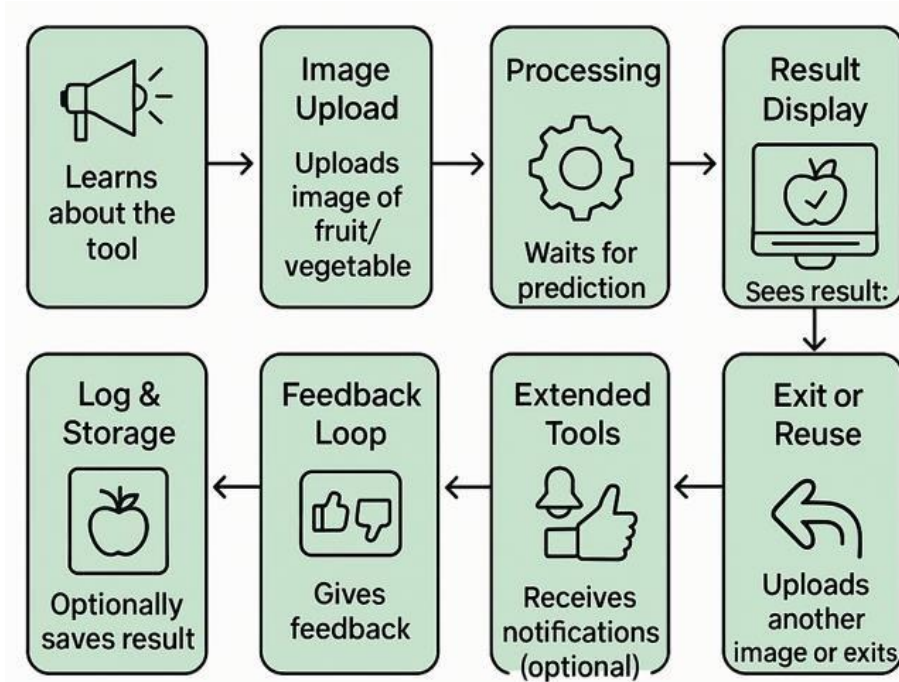 Learns
about the
tool
Image
Upload
Uploads
image of
fruit/
vegetable
Processing
Waits for
prediction
Result
Display
Sees result:
Exit or
Reuse
Uploads
another
image or exits
Extended
Tools
Receives
notifications
(optional)
Feedback
Loop
Gives
feedback
Log &
Storage
Optionally
saves result